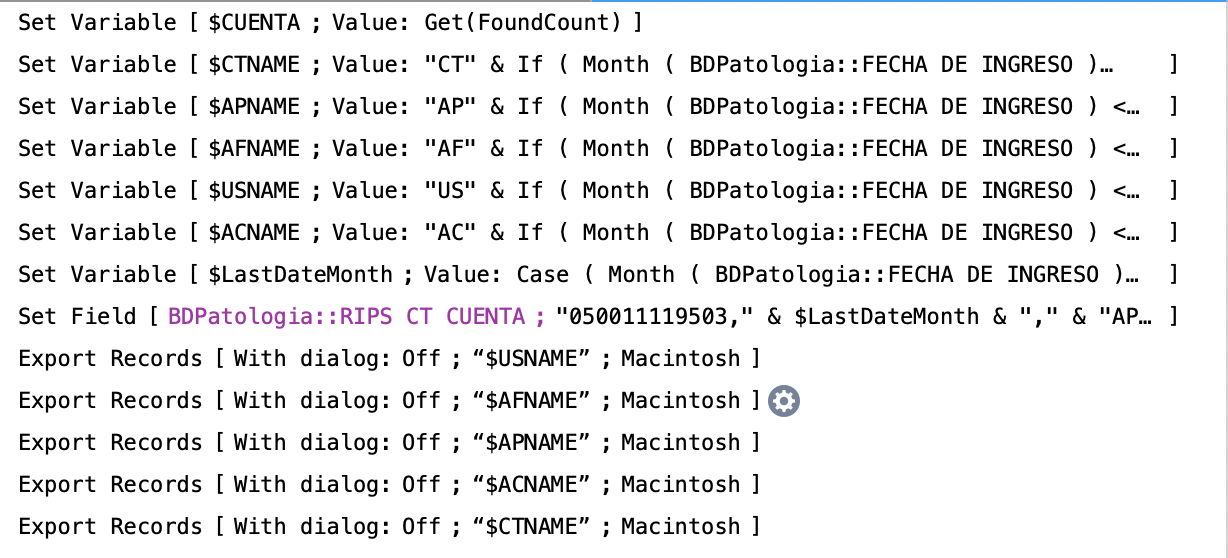 Set Variable [ $CUENTA ; Value: Get(FoundCount) ]
Set Variable [ $CTNAME ; Value: "CT" & If ( Month ( BDPatologia::FECHA DE INGRESO )… ]
Set Variable [ $APNAME ; Value: "AP" & If ( Month ( BDPatologia::FECHA DE INGRESO ) <… ]
Set Variable [ $AFNAME ; Value: "AF" & If ( Month ( BDPatologia::FECHA DE INGRESO ) <… ]
Set Variable [ $USNAME ; Value: "US" & If ( Month ( BDPatologia::FECHA DE INGRESO ) <… ]
Set Variable [ $ACNAME ; Value: "AC" & If ( Month ( BDPatologia::FECHA DE INGRESO ) <… ]
Set Variable [ $LastDateMonth ; Value: Case ( Month ( BDPatologia::FECHA DE INGRESO )… ]
Set Field [ BDPatologia::RIPS CT CUENTA ; "050011119503," & $LastDateMonth & "," & "AP… ]
Export Records [ With dialog: Off ; “$USNAME” ; Macintosh ]
Export Records [ With dialog: Off ; “$AFNAME” ; Macintosh ]
Export Records [ With dialog: Off ; “$APNAME” ; Macintosh ]
Export Records [ With dialog: Off ; “$ACNAME” ; Macintosh ]
Export Records [ With dialog: Off ; “$CTNAME” ; Macintosh ]